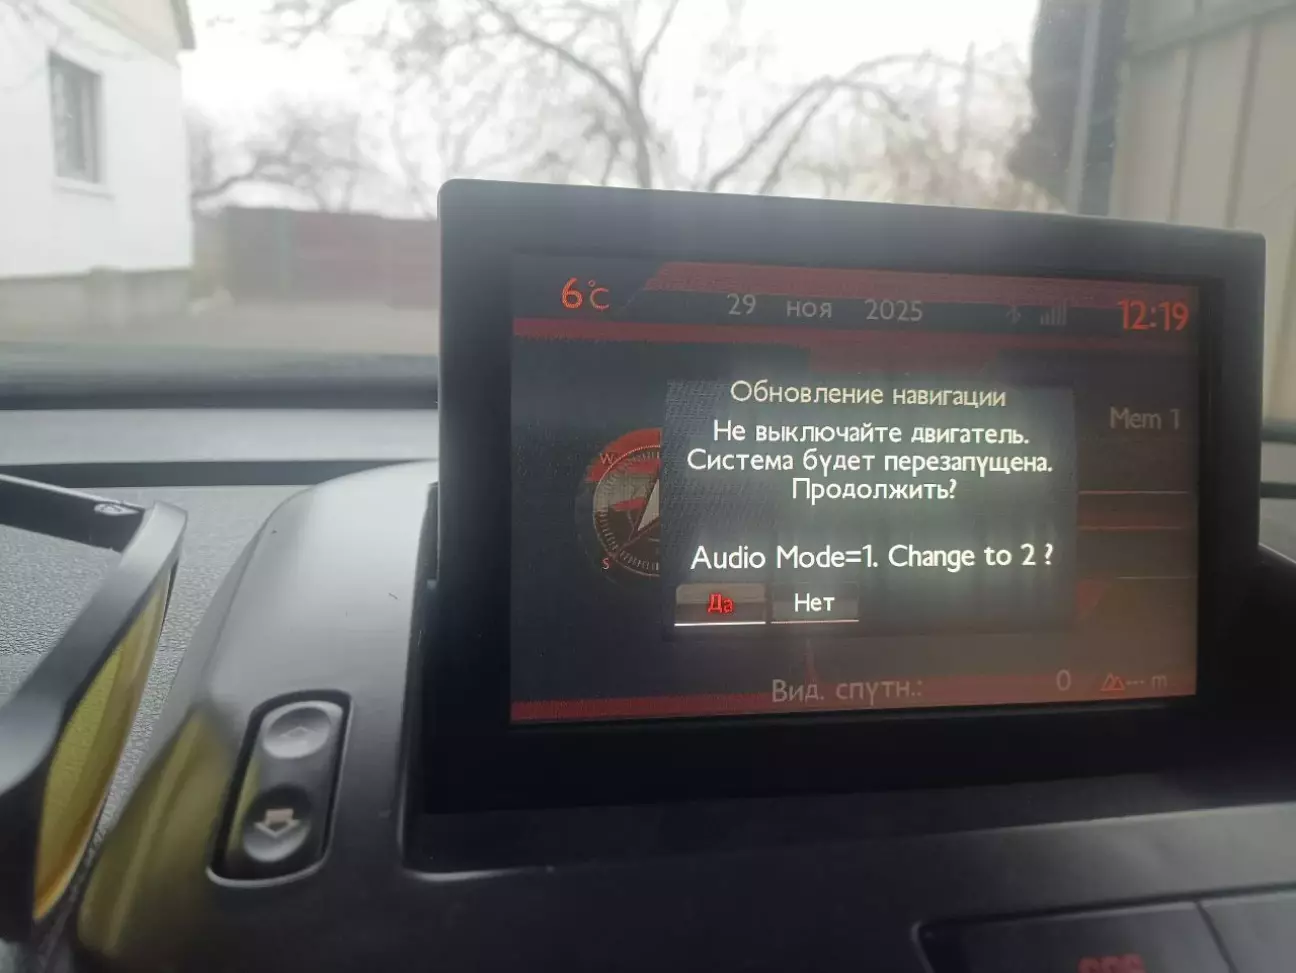 6°C 29 ноя 2025 12:19
Обновление навигации
Не выключайте двигатель.
Система будет перезапущена.
Продолжить?
Mem 1
W
S
Audio Mode=1. Change to 2 ?
Да Нет
Вид. спутн.: 0 --- m